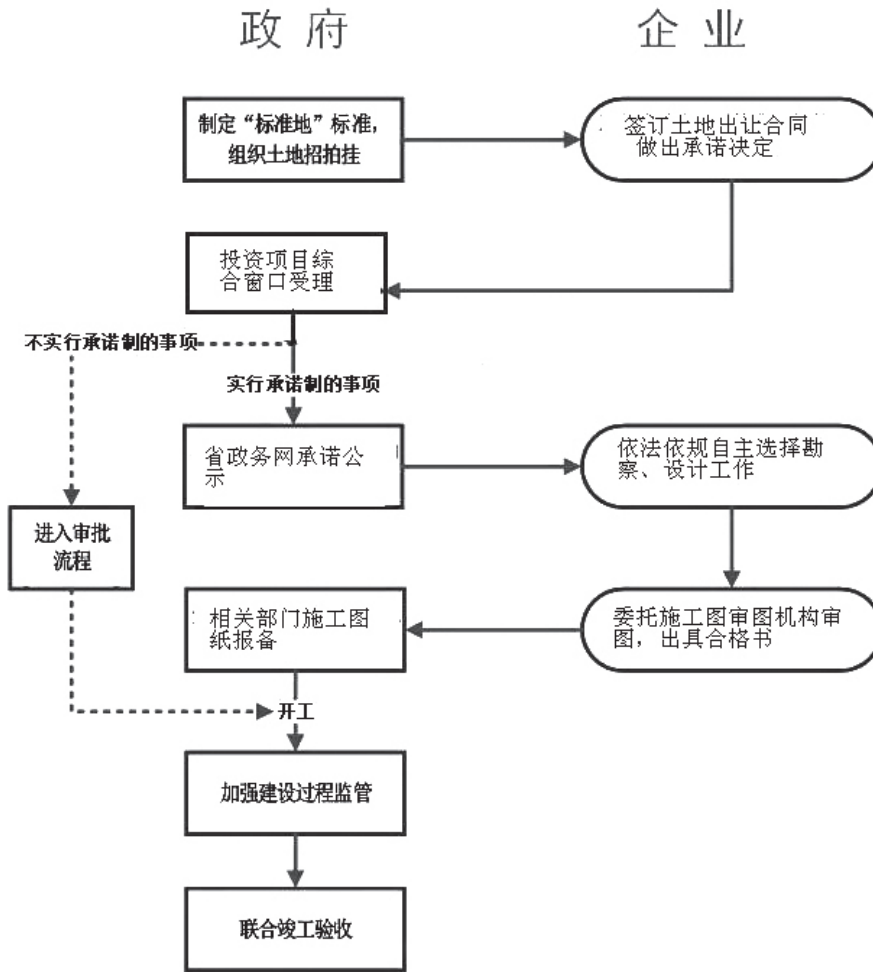 政府
企业
制定“标准地”标准，
组织土地招拍挂
签订土地出让合同
做出承诺决定
投资项目综
合窗口受理
不实行承诺制的事项
实行承诺制的事项
省政务网承诺公
示
依法依规自主选择勘
察、设计工作
进入审批
流程
相关部门施工图
纸报备
委托施工图审图机构审
图，出具合格书
开工
加强建设过程监管
联合竣工验收